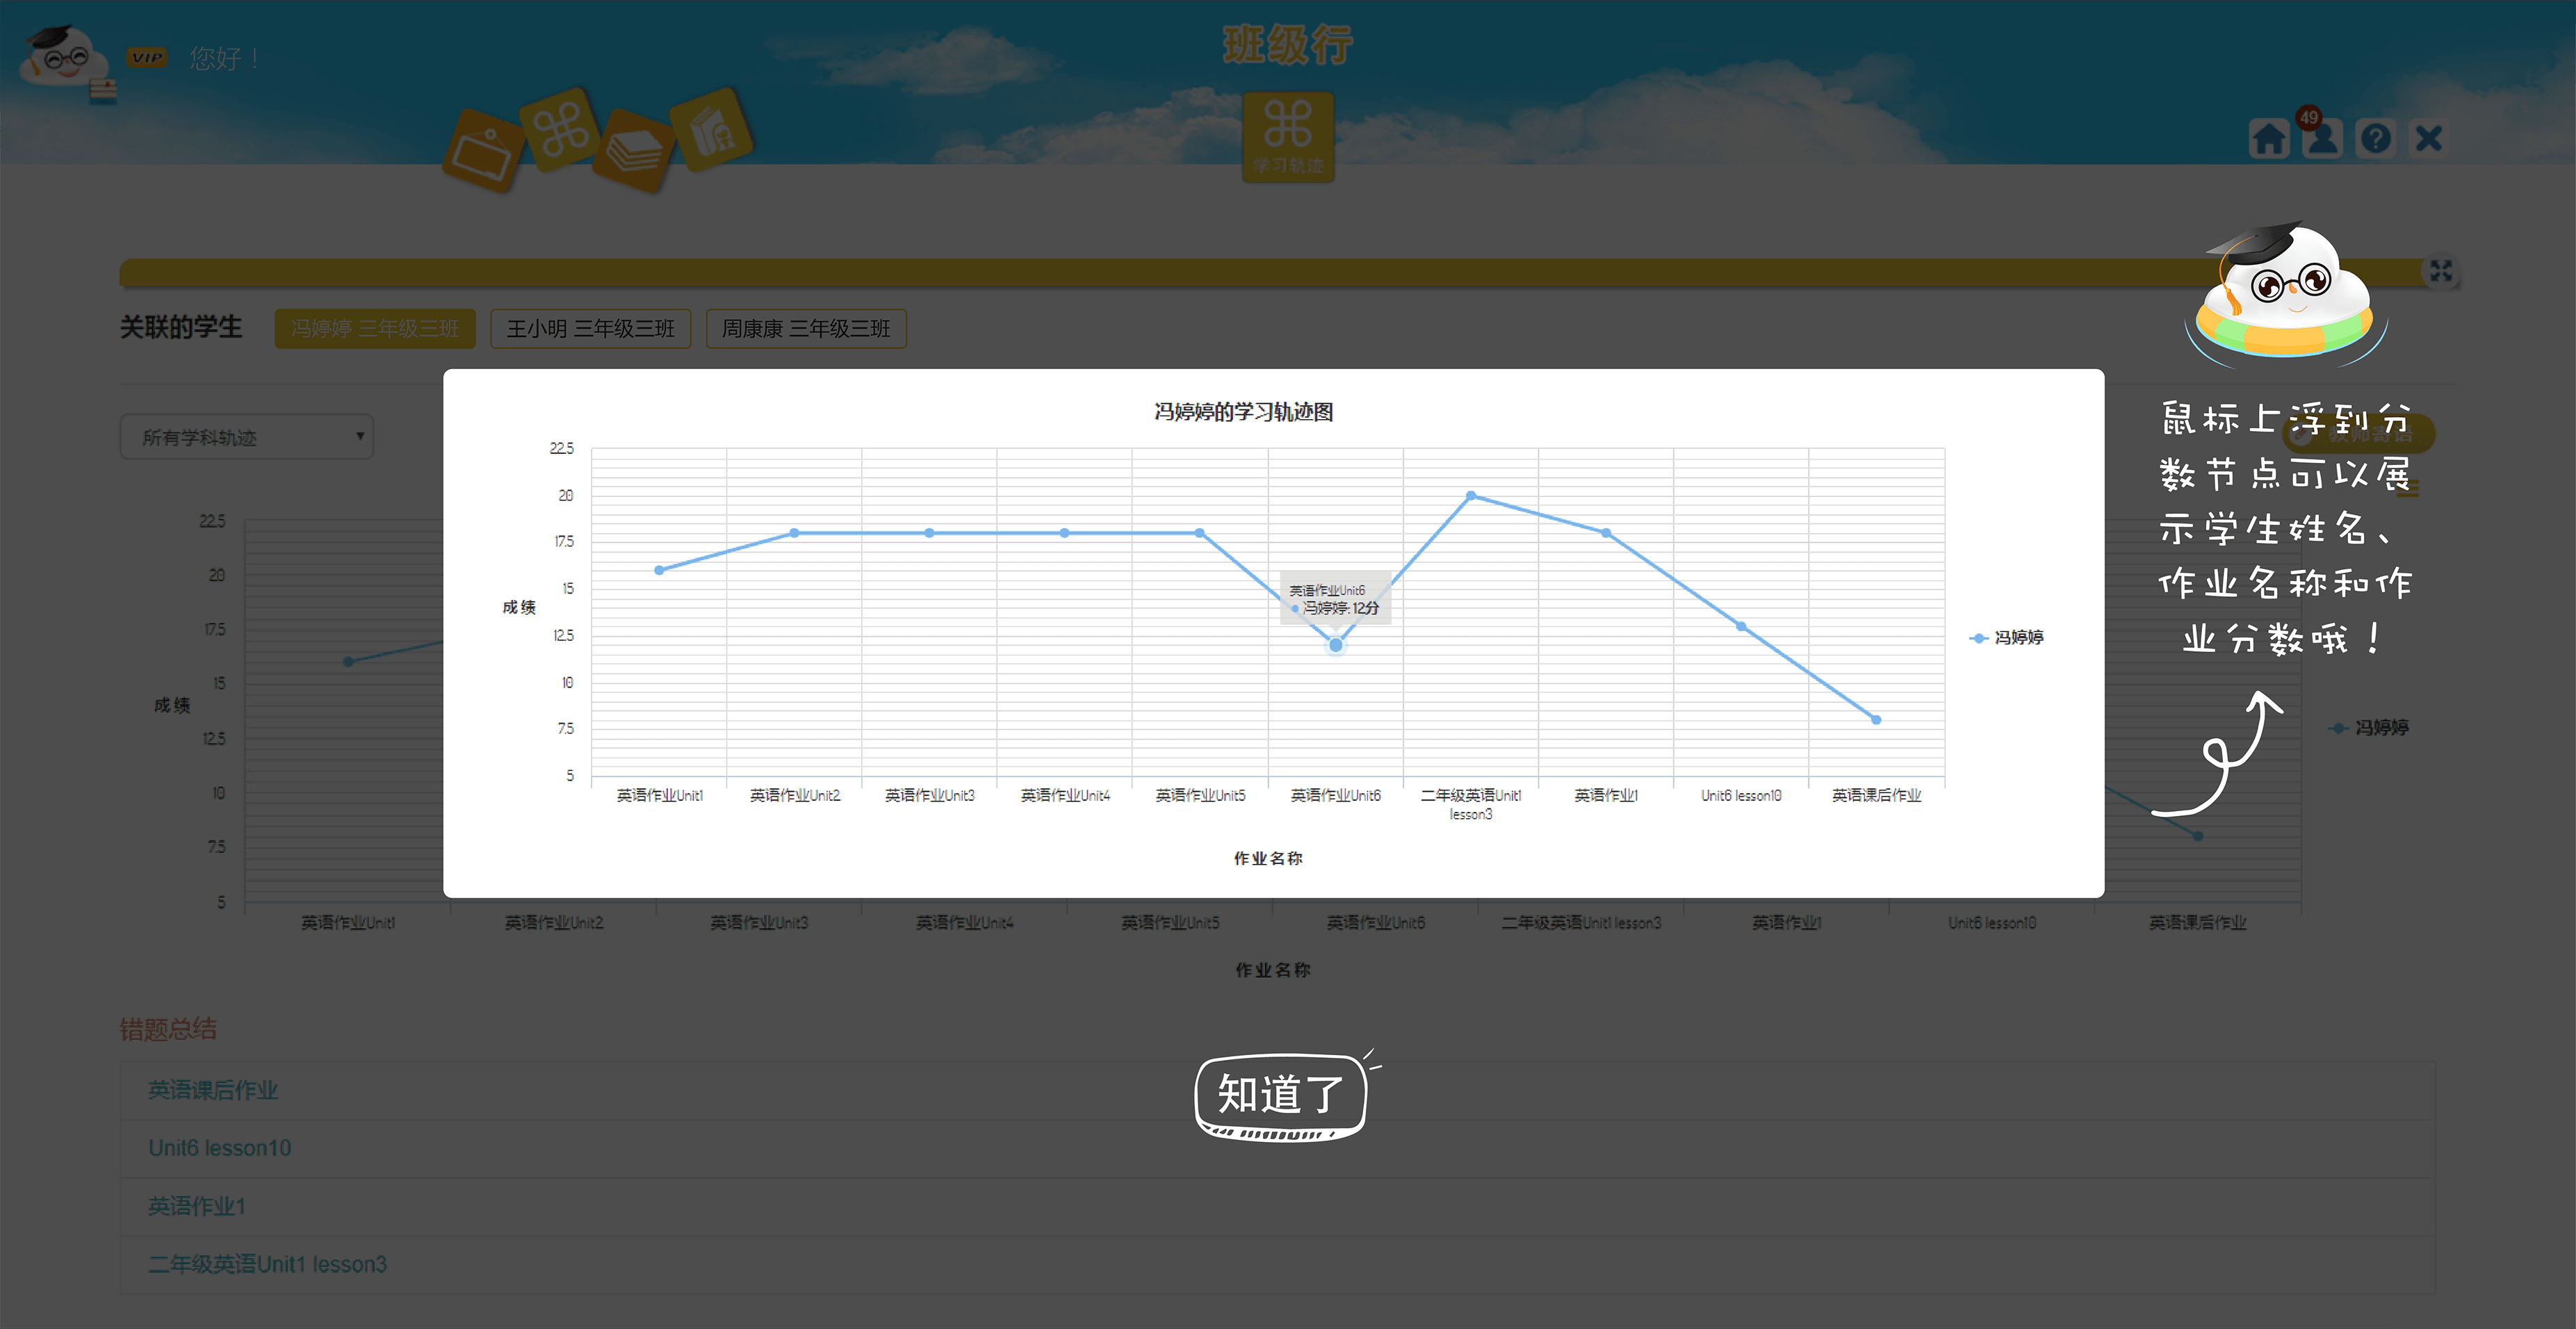 班级行
VIP 您好！
学习轨迹
49
关联的学生
冯婷婷 三年级三班
王小明 三年级三班
周康康 三年级三班
所有学科轨迹
教师寄语
冯婷婷的学习轨迹图
22.5
20
17.5
15
12.5
10
7.5
5
成绩
英语作业Unit6
冯婷婷: 12分
冯婷婷
英语作业Unit1
英语作业Unit2
英语作业Unit3
英语作业Unit4
英语作业Unit5
英语作业Unit6
二年级英语Unit1
lesson3
英语作业1
Unit6 lesson10
英语课后作业
作业名称
鼠标上浮到分
数节点可以展
示学生姓名、
作业名称和作
业分数哦！
22.5
20
17.5
15
12.5
10
7.5
5
成绩
冯婷婷
英语作业Unit1
英语作业Unit2
英语作业Unit3
英语作业Unit4
英语作业Unit5
英语作业Unit6
二年级英语Unit1 lesson3
英语作业1
Unit6 lesson10
英语课后作业
作业名称
错题总结
知道了
英语课后作业
Unit6 lesson10
英语作业1
二年级英语Unit1 lesson3